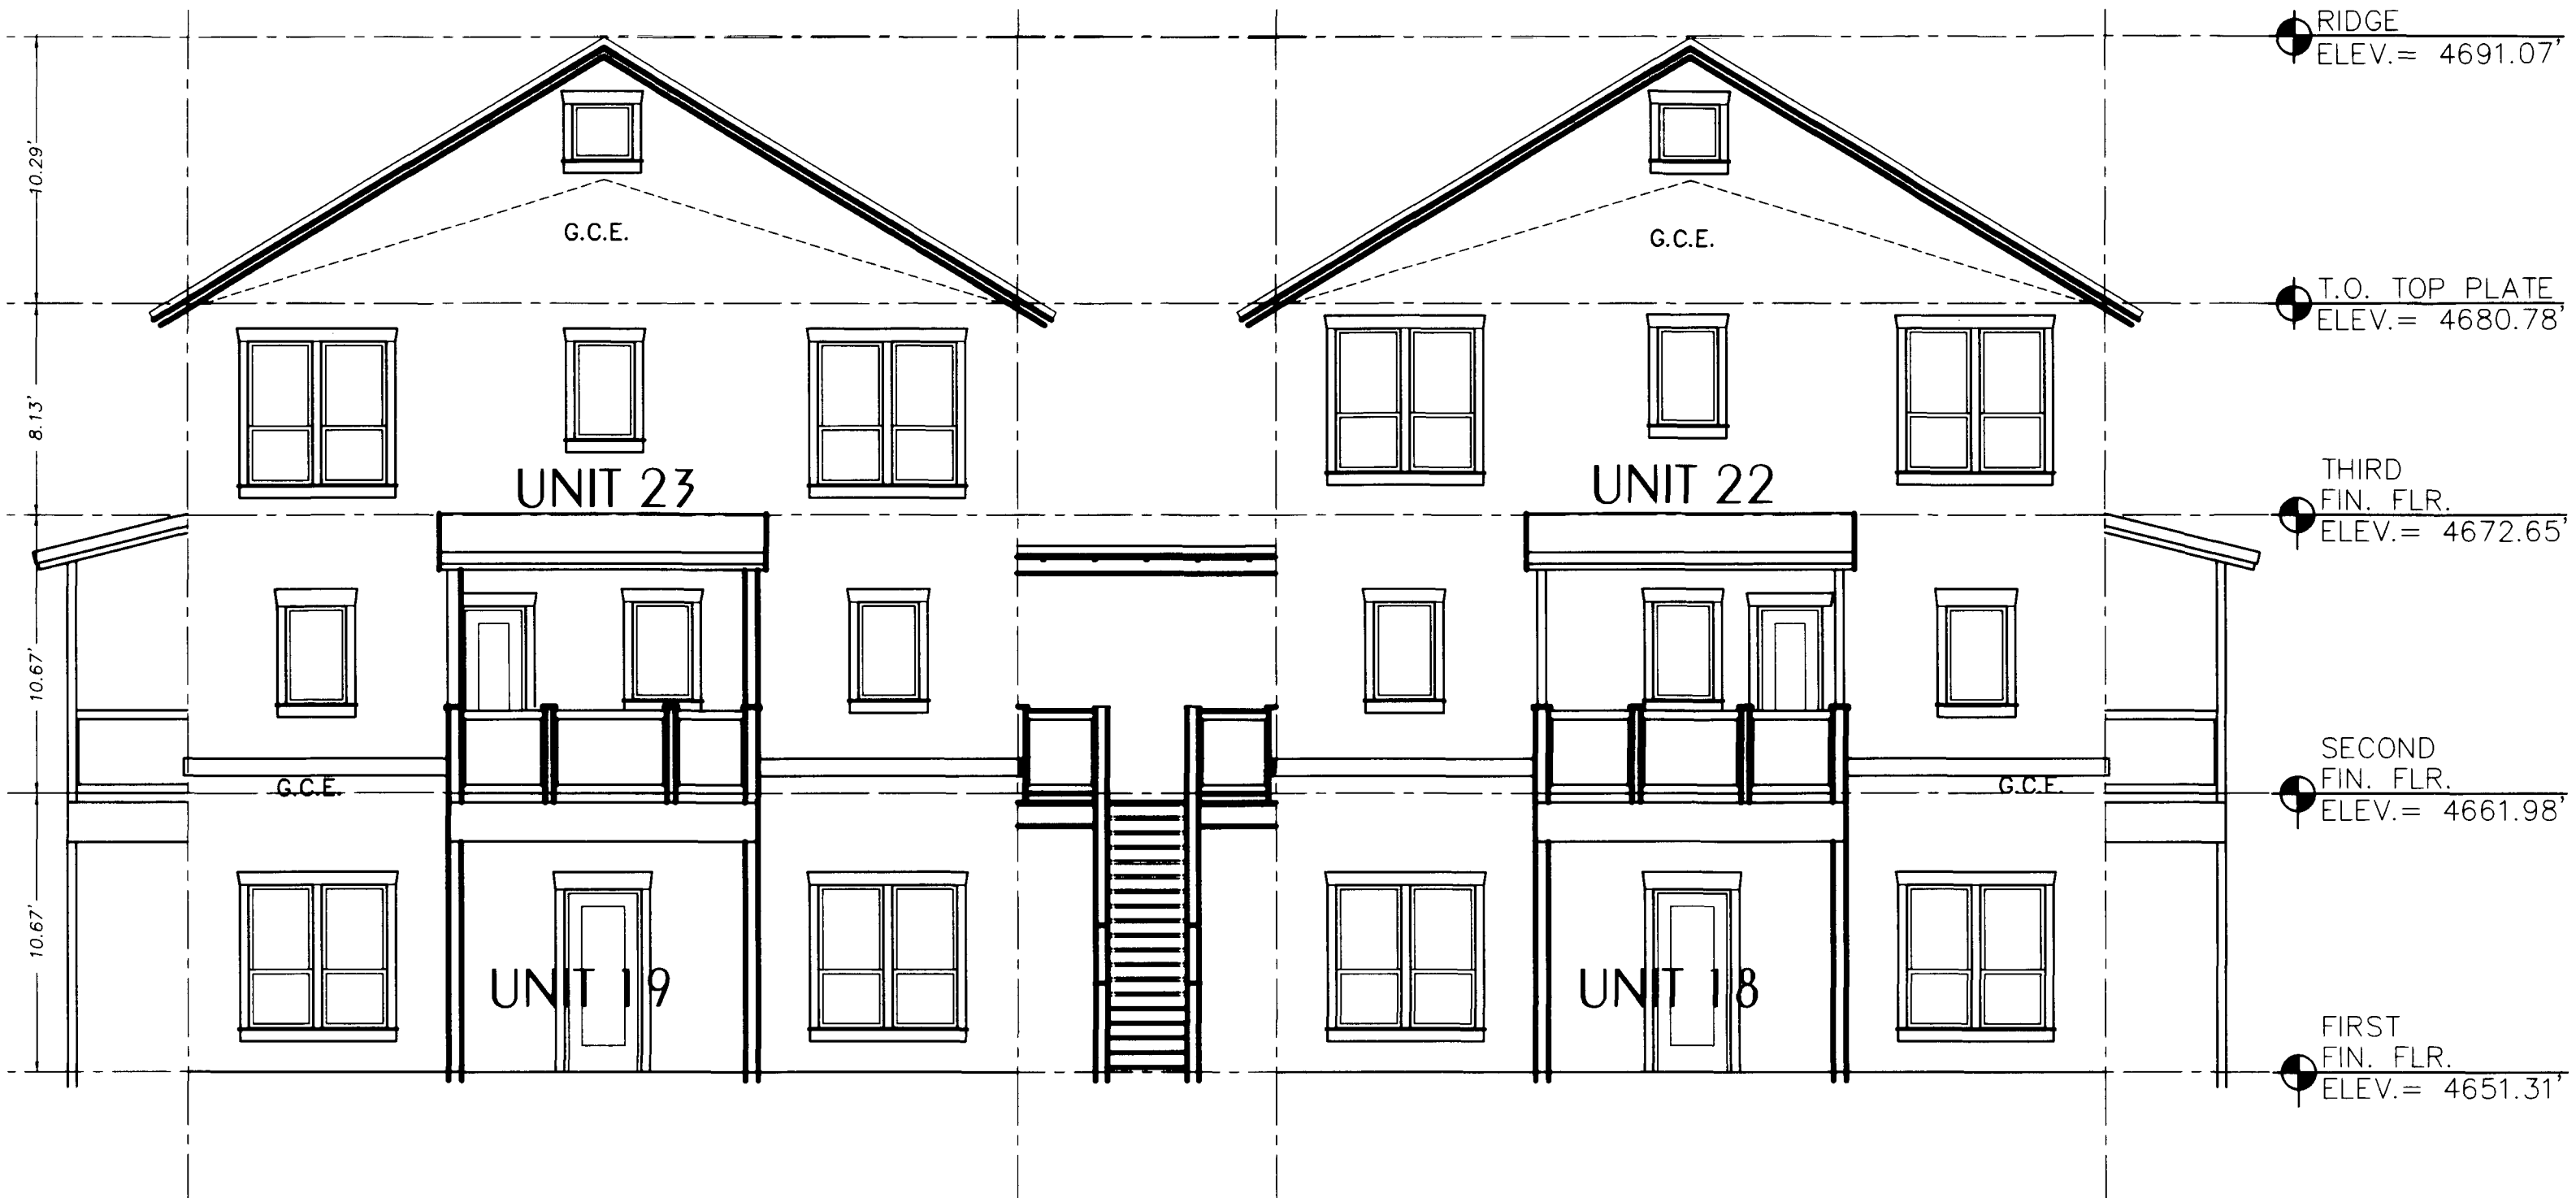 RIDGE
ELEV.= 4691.07'
10.29'
G.C.E.
G.C.E.
T.O. TOP PLATE
ELEV.= 4680.78'
8.13'
UNIT 23
UNIT 22
THIRD
FIN. FLR.
ELEV.= 4672.65'
10.67'
SECOND
FIN. FLR.
ELEV.= 4661.98'
G.C.E.
G.C.E.
10.67'
UNIT 19
UNIT 18
FIRST
FIN. FLR.
ELEV.= 4651.31'